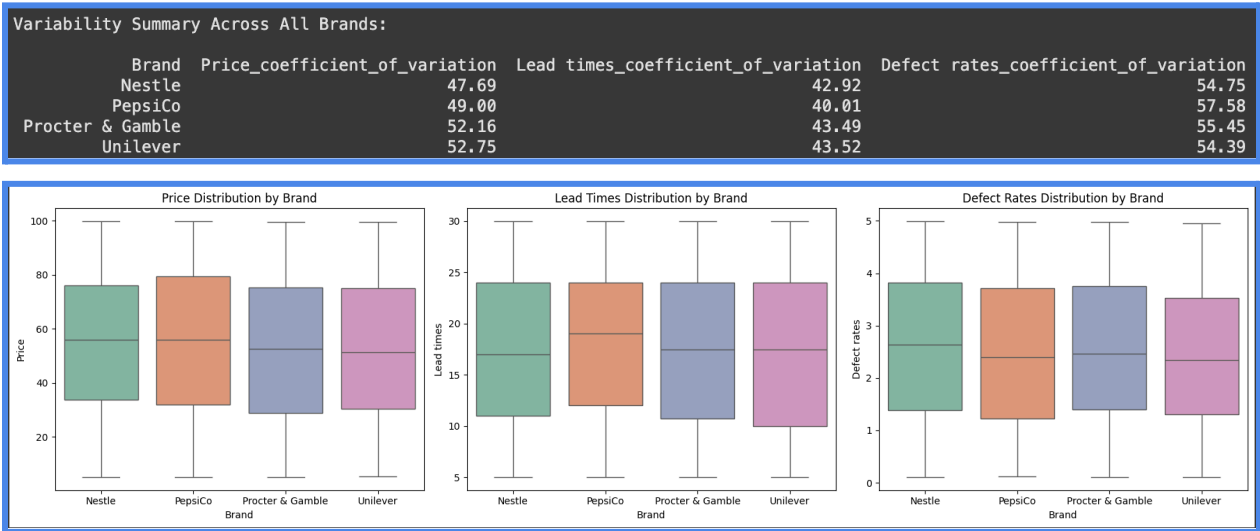 Variability Summary Across All Brands:
Brand Price_coefficient_of_variation Lead times_coefficient_of_variation Defect rates_coefficient_of_variation
Nestle 47.69 42.92 54.75
PepsiCo 49.00 40.01 57.58
Procter & Gamble 52.16 43.49 55.45
Unilever 52.75 43.52 54.39
Price Distribution by Brand
Price
100
80
60
40
20
Nestle PepsiCo Procter & Gamble Unilever
Brand
Lead Times Distribution by Brand
Lead times
30
25
20
15
10
5
Nestle PepsiCo Procter & Gamble Unilever
Brand
Defect Rates Distribution by Brand
Defect rates
5
4
3
2
1
0
Nestle PepsiCo Procter & Gamble Unilever
Brand